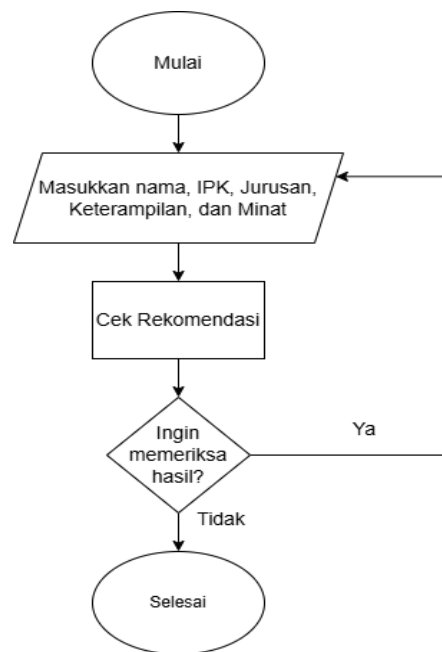 Mulai
Masukkan nama, IPK, Jurusan,
Keterampilan, dan Minat
Cek Rekomendasi
Ingin
memeriksa
hasil?
Ya
Tidak
Selesai